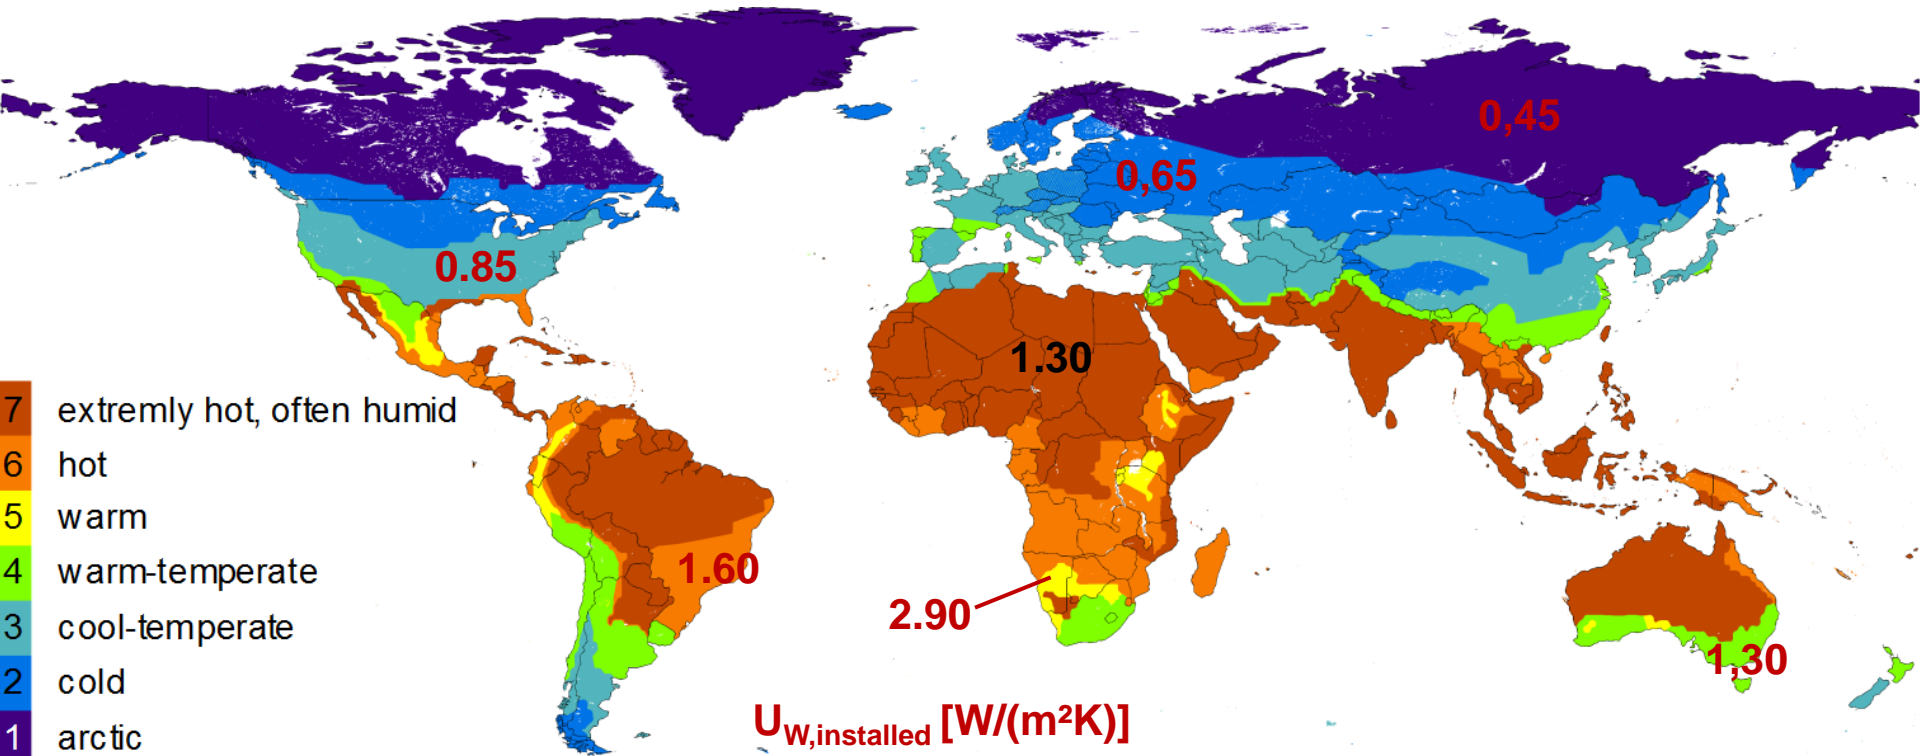 0,45
0,65
0.85
1.30
7 extremly hot, often humid
6 hot
5 warm
4 warm-temperate
3 cool-temperate
2 cold
1 arctic
1.60
2.90
1,30
U_W,installed [W/(m²K)]